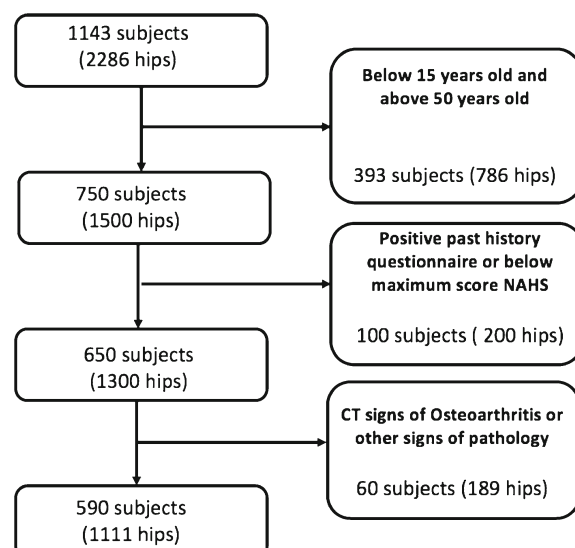 1143 subjects
(2286 hips)
Below 15 years old and
above 50 years old
393 subjects (786 hips)
750 subjects
(1500 hips)
Positive past history
questionnaire or below
maximum score NAHS
100 subjects ( 200 hips)
650 subjects
(1300 hips)
CT signs of Osteoarthritis or
other signs of pathology
60 subjects (189 hips)
590 subjects
(1111 hips)